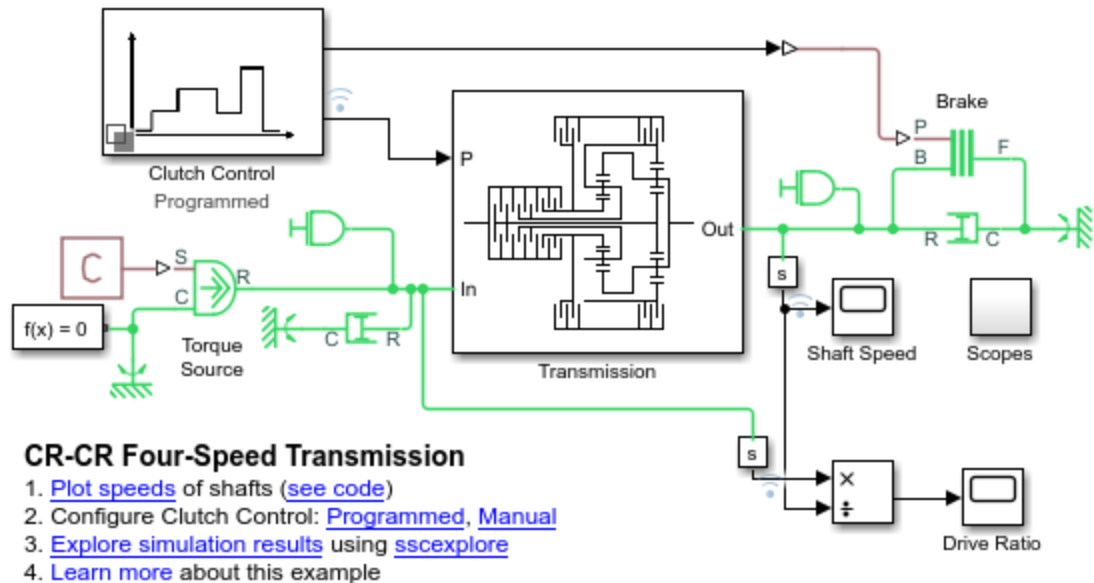 Clutch Control
Programmed
P
Brake
P
B
F
Out
R
C
S
C
C
R
In
f(x) = 0
Torque
Source
C
R
Transmission
s
Shaft Speed
Scopes
s
×
÷
Drive Ratio
CR-CR Four-Speed Transmission
1. Plot speeds of shafts (see code)
2. Configure Clutch Control: Programmed, Manual
3. Explore simulation results using sscexplore
4. Learn more about this example